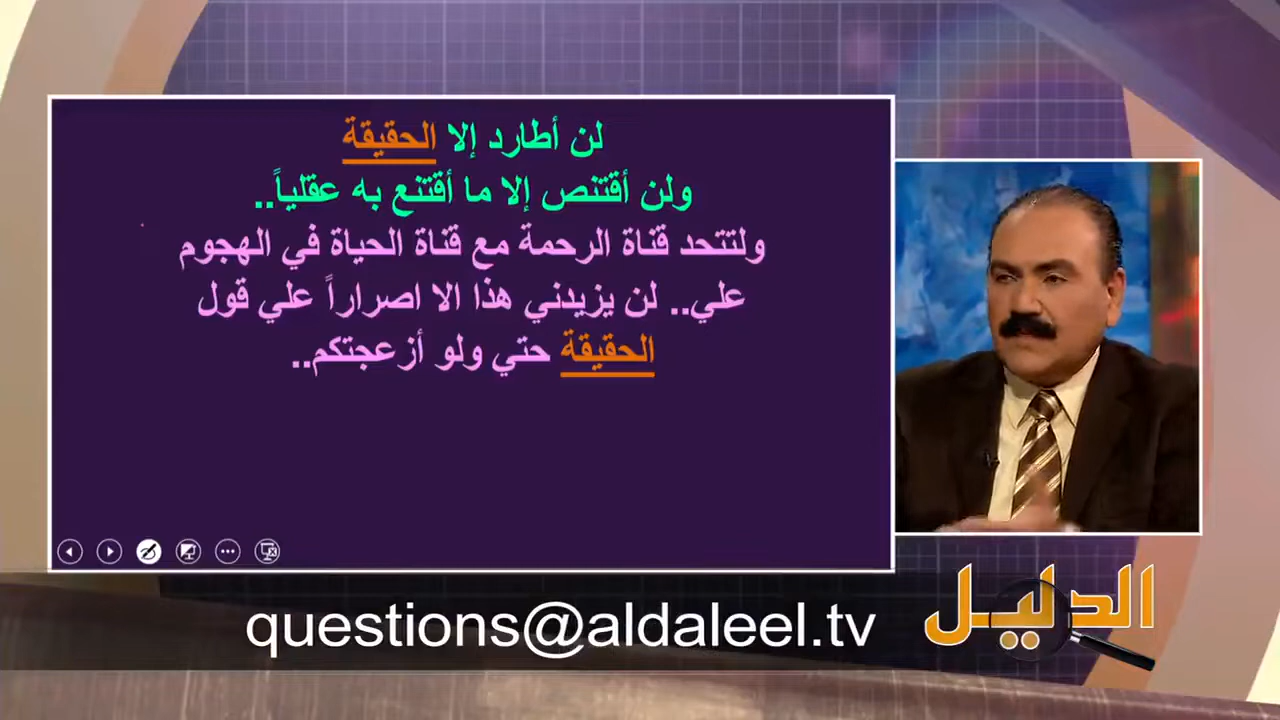 لن أطارد إلا الحقيقة
ولن أقتنص إلا ما أقتنع به عقلياً..
ولتتحد قناة الرحمة مع قناة الحياة في الهجوم
علي.. لن يزيدني هذا الا اصراراً علي قول
الحقيقة حتي ولو أزعجتكم..
questions@aldaleel.tv
الدليل